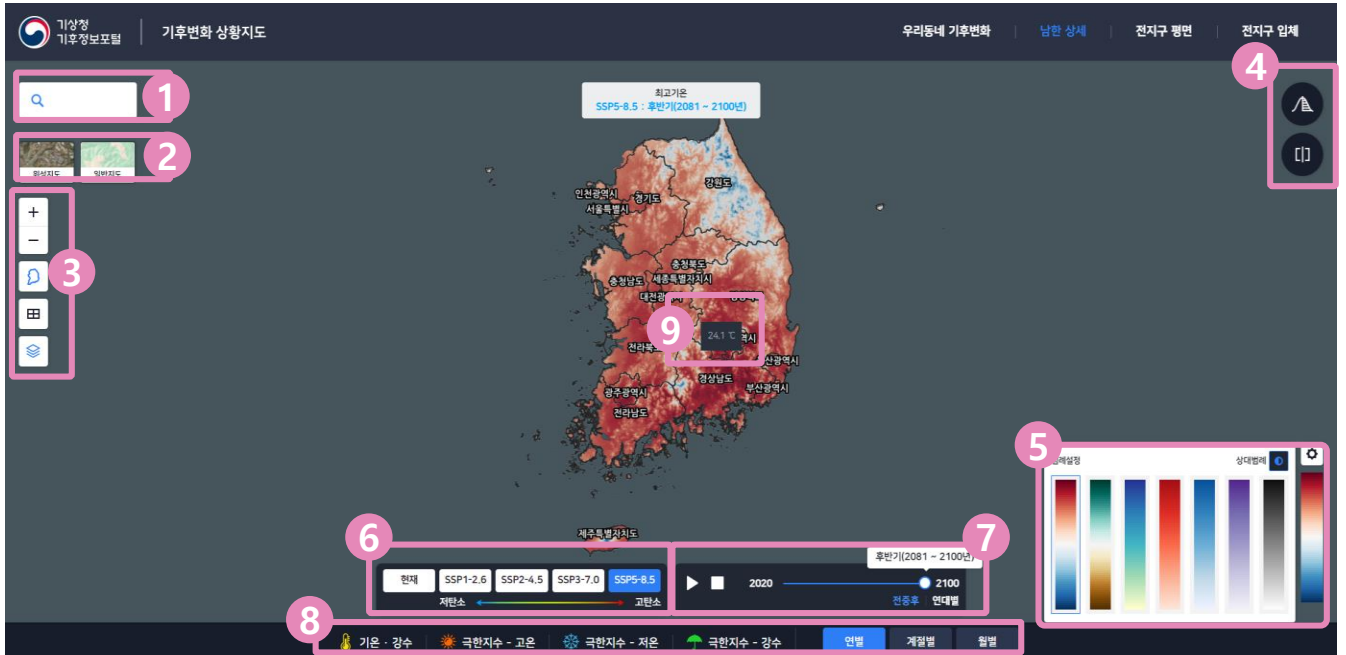 기상청
기후정보포털
기후변화 상황지도
우리동네 기후변화
남한 상세
전지구 평면
전지구 입체
1
4
최고기온
SSP5-8.5 : 후반기(2081 ~ 2100년)
2
위성지도
일반지도
강원도
인천광역시
경기도
서울특별시
3
충청북도
충청남도
세종특별자치시
9
24.1 ℃
전라북
산광역시
경상남도
부산광역시
광주광역시
전라남도
5
상대범례
제주특별자치도
6
7
후반기(2081 ~ 2100년)
현재
SSP1-2.6
SSP2-4.5
SSP3-7.0
SSP5-8.5
저탄소
고탄소
2020
2100
전중후
연대별
8
기온 · 강수
극한지수 - 고온
극한지수 - 저온
극한지수 - 강수
연별
계절별
월별